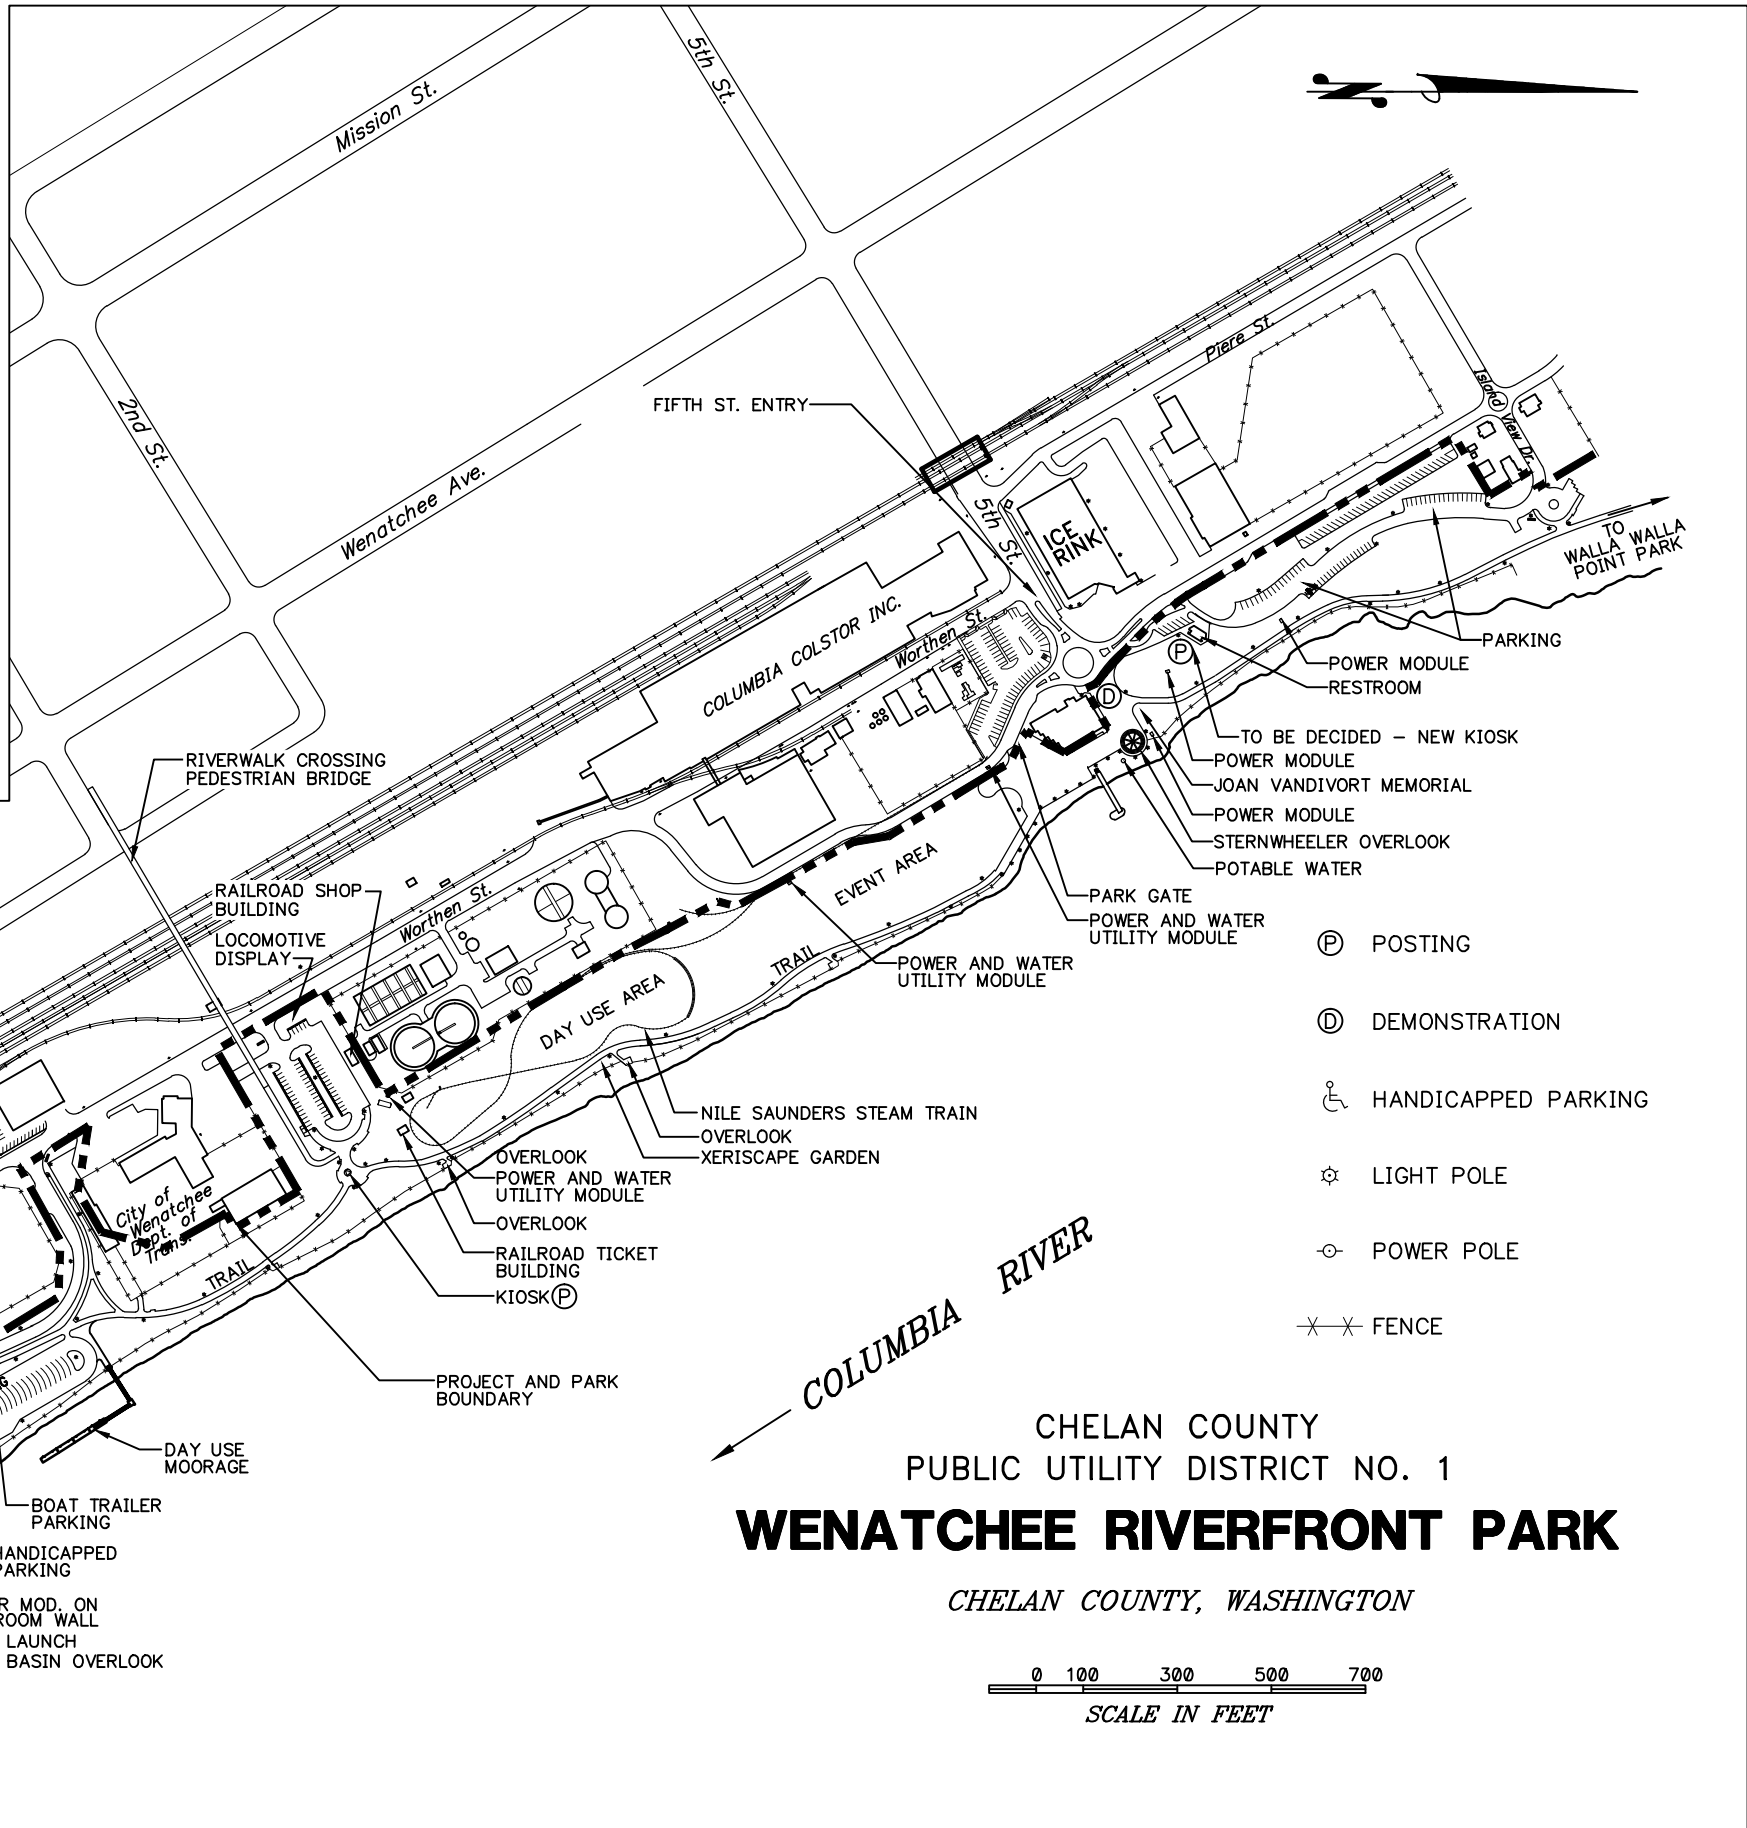 5th St.
Mission St.
Piere St.
Island View Dr.
2nd St.
FIFTH ST. ENTRY
Wenatchee Ave.
5th St.
ICE
RINK
TO
WALLA WALLA
POINT PARK
COLUMBIA COLSTOR INC.
Worthen St.
PARKING
P
POWER MODULE
RESTROOM
D
TO BE DECIDED - NEW KIOSK
POWER MODULE
JOAN VANDIVORT MEMORIAL
POWER MODULE
STERNWHEELER OVERLOOK
POTABLE WATER
RIVERWALK CROSSING
PEDESTRIAN BRIDGE
EVENT AREA
PARK GATE
POWER AND WATER
UTILITY MODULE
RAILROAD SHOP
BUILDING
Worthen St.
LOCOMOTIVE
DISPLAY
TRAIL
POWER AND WATER
UTILITY MODULE
DAY USE AREA
P POSTING
D DEMONSTRATION
HANDICAPPED PARKING
LIGHT POLE
POWER POLE
FENCE
NILE SAUNDERS STEAM TRAIN
OVERLOOK
XERISCAPE GARDEN
OVERLOOK
POWER AND WATER
UTILITY MODULE
OVERLOOK
RAILROAD TICKET
BUILDING
KIOSK P
City of
Wenatchee
Dept. of
Trans.
TRAIL
PROJECT AND PARK
BOUNDARY
DAY USE
MOORAGE
BOAT TRAILER
PARKING
HANDICAPPED
PARKING
R MOD. ON
ROOM WALL
LAUNCH
BASIN OVERLOOK
COLUMBIA RIVER
CHELAN COUNTY
PUBLIC UTILITY DISTRICT NO. 1
WENATCHEE RIVERFRONT PARK
CHELAN COUNTY, WASHINGTON
0 100 300 500 700
SCALE IN FEET